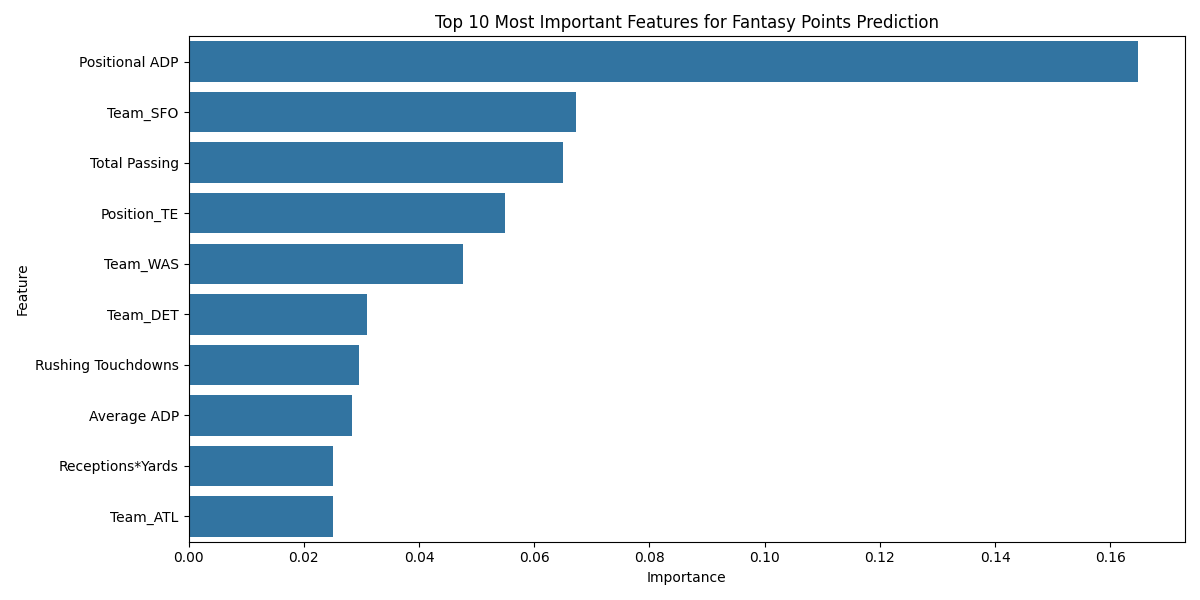 Top 10 Most Important Features for Fantasy Points Prediction
Feature
Positional ADP
Team_SFO
Total Passing
Position_TE
Team_WAS
Team_DET
Rushing Touchdowns
Average ADP
Receptions*Yards
Team_ATL
0.00 0.02 0.04 0.06 0.08 0.10 0.12 0.14 0.16
Importance